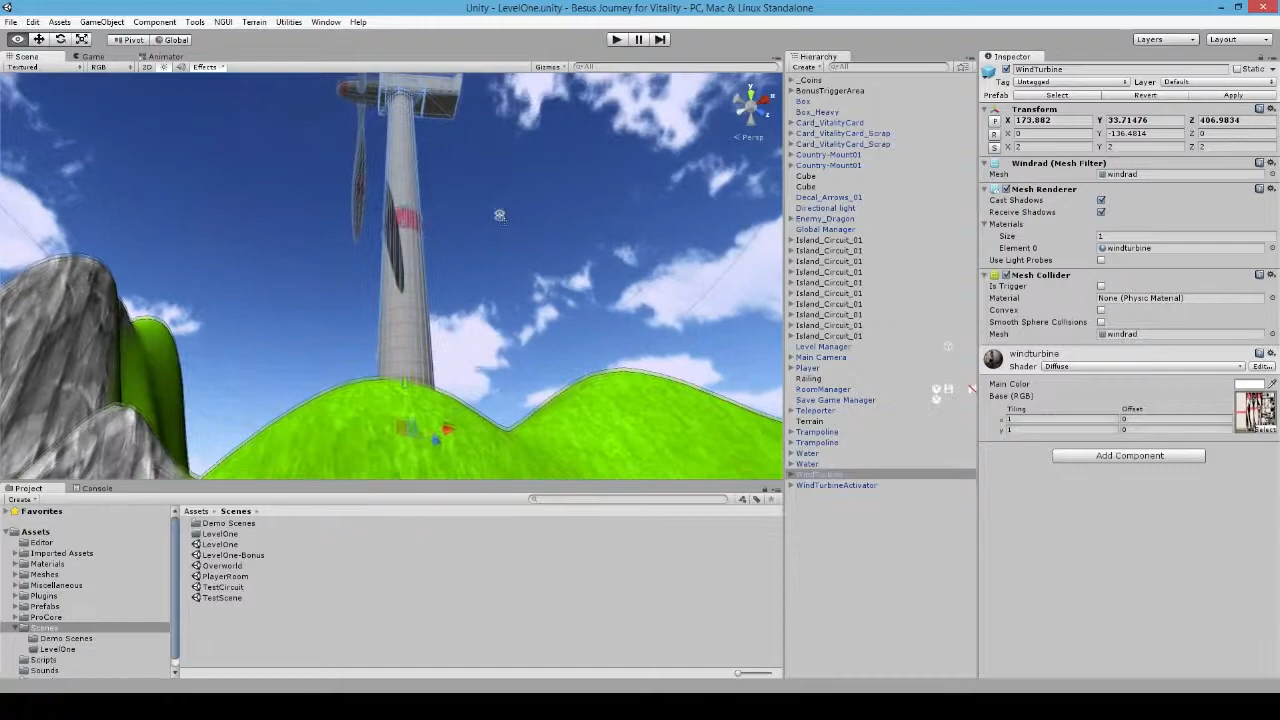 Unity - LevelOne.unity - Besus Journey for Vitality - PC, Mac & Linux Standalone
File Edit Assets GameObject Component Tools NGUI Terrain Utilities Window Help
Pivot Global Layers Layout
Scene Game Animator
Textured RGB 2D Effects Gizmos All
y
x
z
Persp
Hierarchy
Create All
_Coins
BonusTriggerArea
Box
Box_Heavy
Card_VitalityCard
Card_VitalityCard_Scrap
Card_VitalityCard_Scrap
Country-Mount01
Country-Mount01
Cube
Cube
Decal_Arrows_01
Directional light
Enemy_Dragon
Global Manager
Island_Circuit_01
Island_Circuit_01
Island_Circuit_01
Island_Circuit_01
Island_Circuit_01
Island_Circuit_01
Island_Circuit_01
Island_Circuit_01
Island_Circuit_01
Island_Circuit_01
Level Manager
Main Camera
Player
Railing
RoomManager
Save Game Manager
Teleporter
Terrain
Trampoline
Trampoline
Water
Water
WindTurbine
WindTurbineActivator
Inspector
WindTurbine Static
Tag Untagged Layer Default
Prefab Select Revert Apply
Transform
P X 173.882 Y 33.71476 Z 406.9834
R X 0 Y -136.4814 Z 0
S X 2 Y 2 Z 2
Windrad (Mesh Filter)
Mesh windrad
Mesh Renderer
Cast Shadows
Receive Shadows
Materials
Size 1
Element 0 windturbine
Use Light Probes
Mesh Collider
Is Trigger
Material None (Physic Material)
Convex
Smooth Sphere Collisions
Mesh windrad
windturbine
Shader Diffuse Edit...
Main Color
Base (RGB)
Tiling Offset
x 1 0
y 1 0
Select
Add Component
Project Console
Create
Favorites
Assets
Editor
Imported Assets
Materials
Meshes
Miscellaneous
Plugins
Prefabs
ProCore
Scenes
Demo Scenes
LevelOne
Scripts
Sounds
Assets Scenes
Demo Scenes
LevelOne
LevelOne
LevelOne-Bonus
Overworld
PlayerRoom
TestCircuit
TestScene